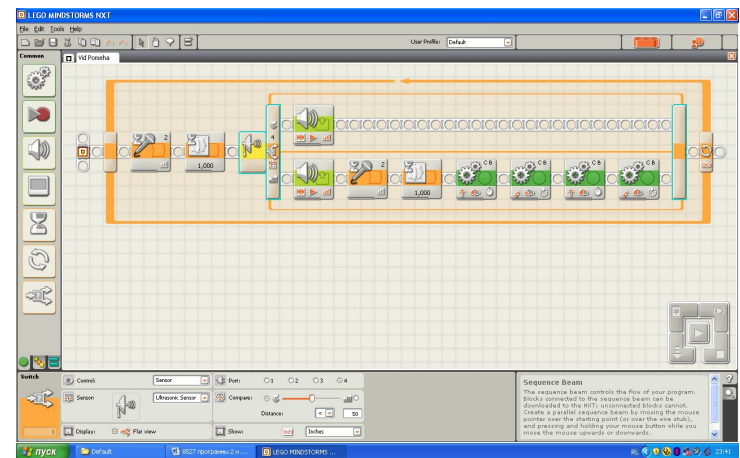 LEGO MINDSTORMS NXT
File Edit Tools Help
User Profile: Default
Common
Vid Pomeha
4
2
1,000
2
1,000
C B
C B
C B
C B
Switch
Control: Sensor
Port: 1 2 3 4
Sensor: Ultrasonic Sensor
Compare:
Distance: < 50
Display: Flat view
Show: Inches
Sequence Beam
The sequence beam controls the flow of your program.
Blocks connected to the sequence beam can be
downloaded to the NXT; unconnected blocks cannot.
Create a parallel sequence beam by moving the mouse
pointer over the starting point (or over the wire stub),
and pressing and holding your mouse button while you
move the mouse upwards or downwards.
пуск
Default
8527 программы 2 и ...
LEGO MINDSTORMS ...
23:41